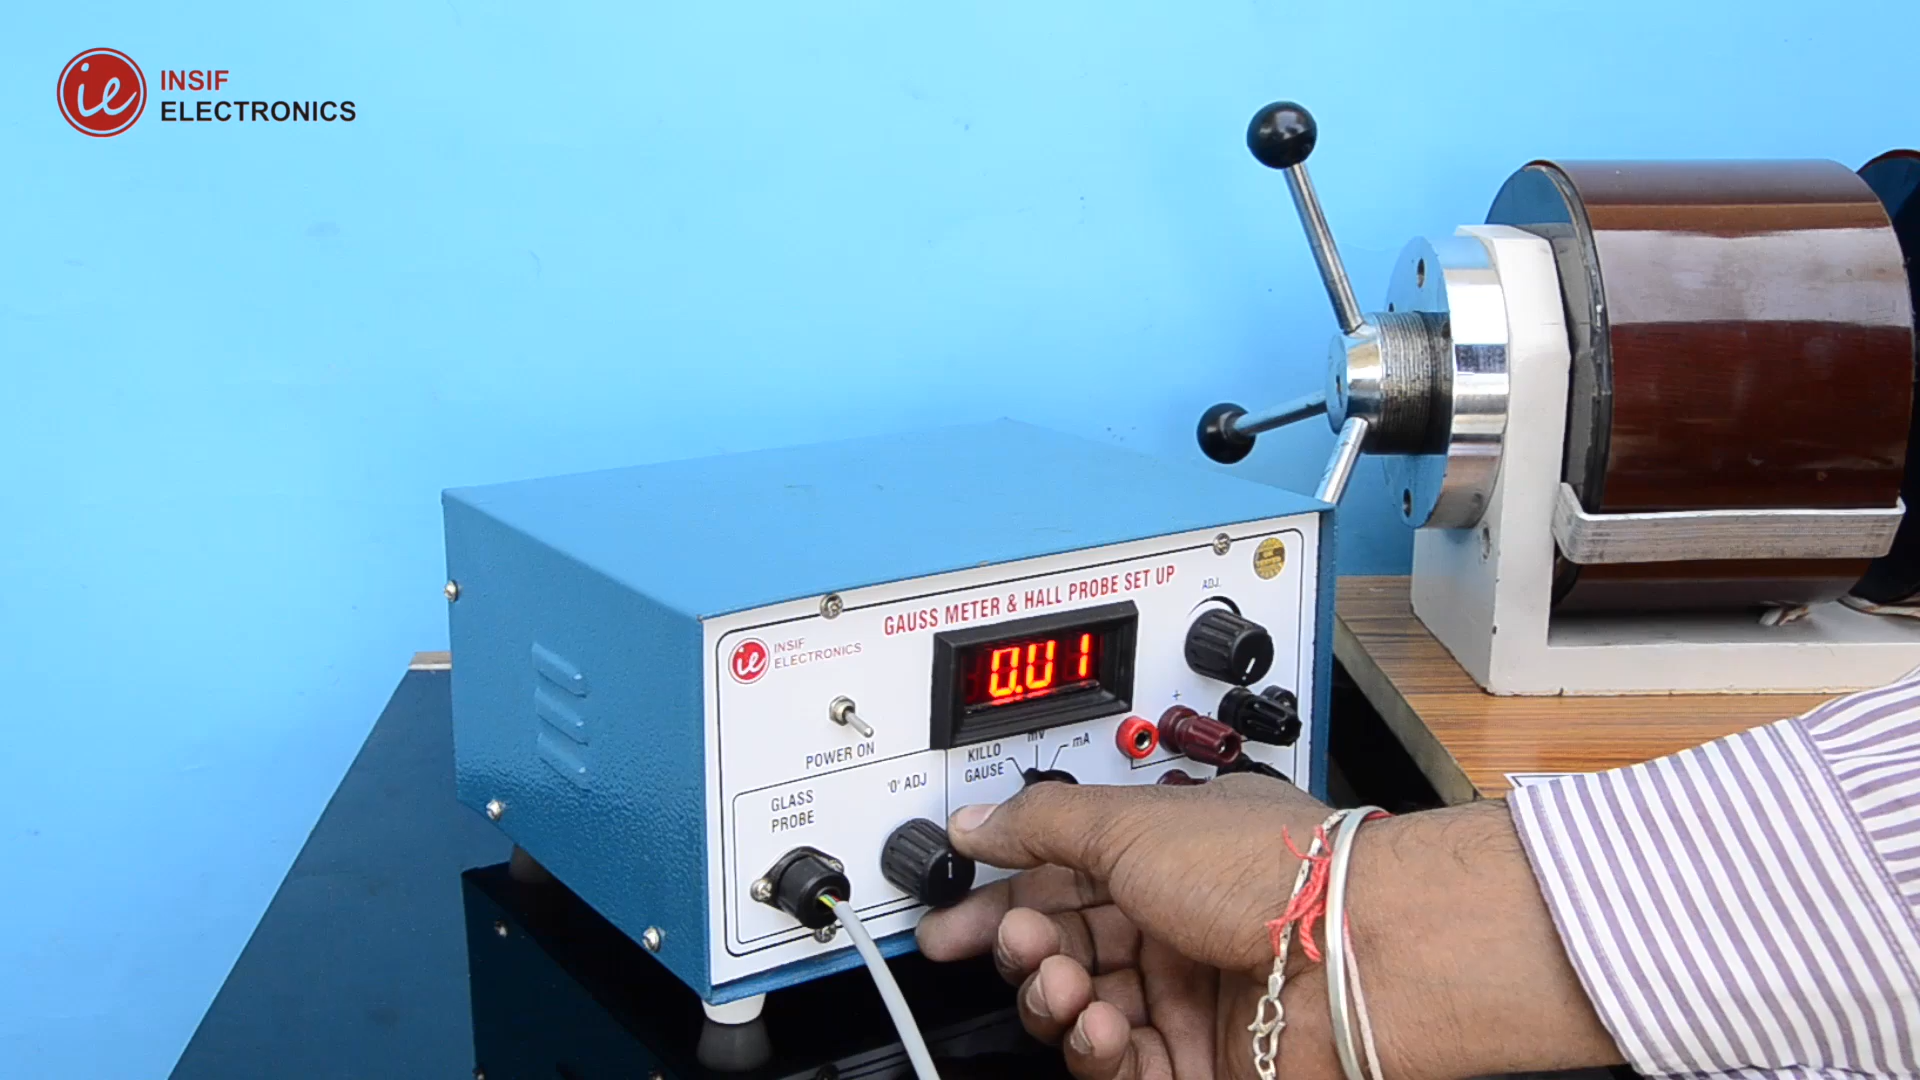 INSIF
ELECTRONICS
GAUSS METER & HALL PROBE SET UP
ADJ.
INSIF
ELECTRONICS
0.01
POWER ON
KILLO
GAUSE
mV
mA
+
'0' ADJ
GLASS
PROBE